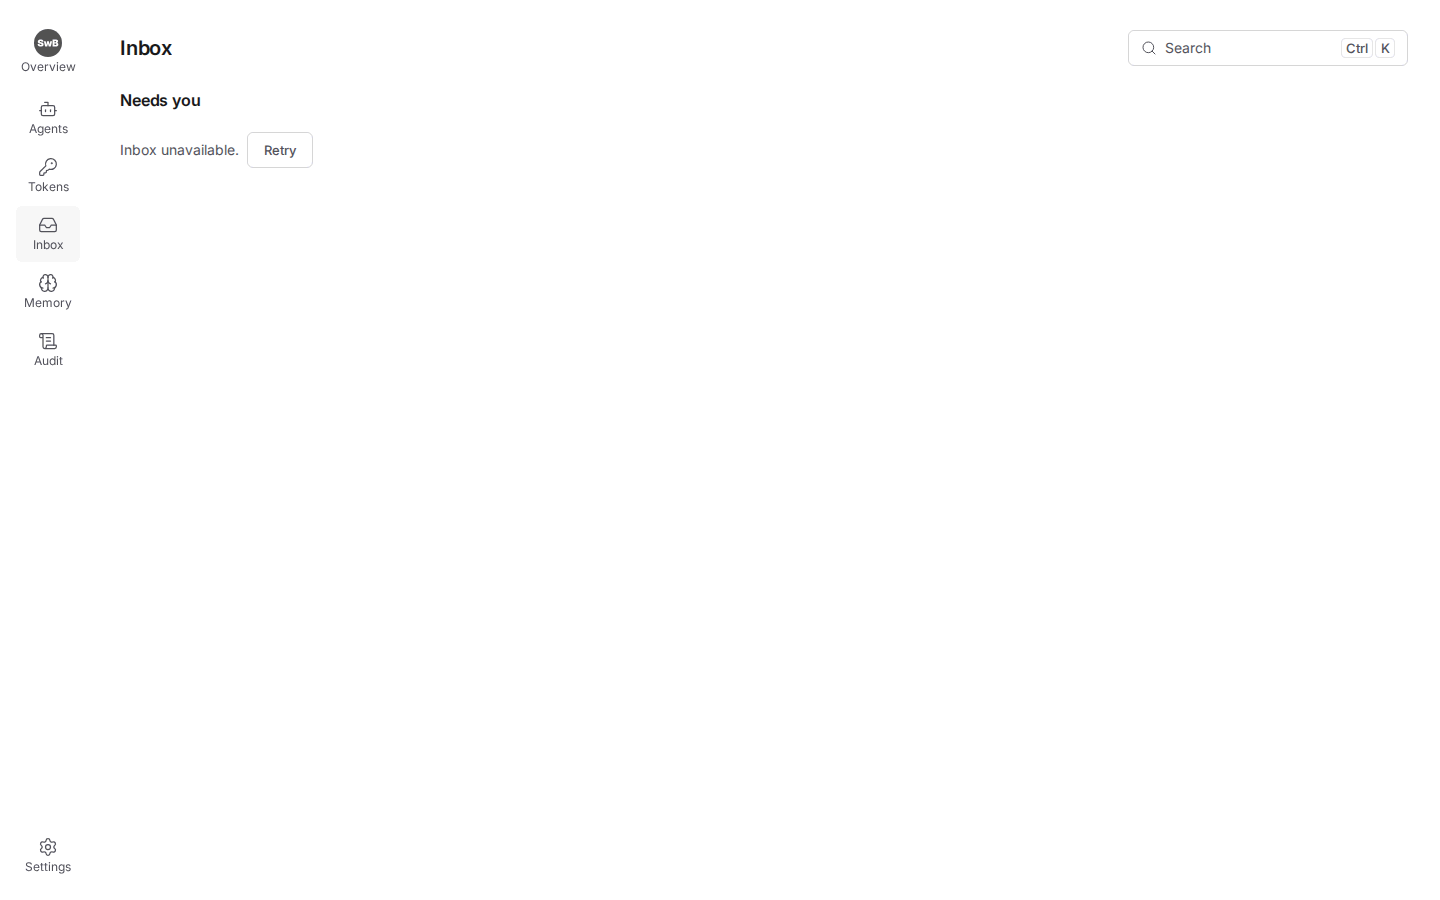 SwB
Overview
Agents
Tokens
Inbox
Memory
Audit
Settings
Inbox
Search Ctrl K
Needs you
Inbox unavailable. Retry